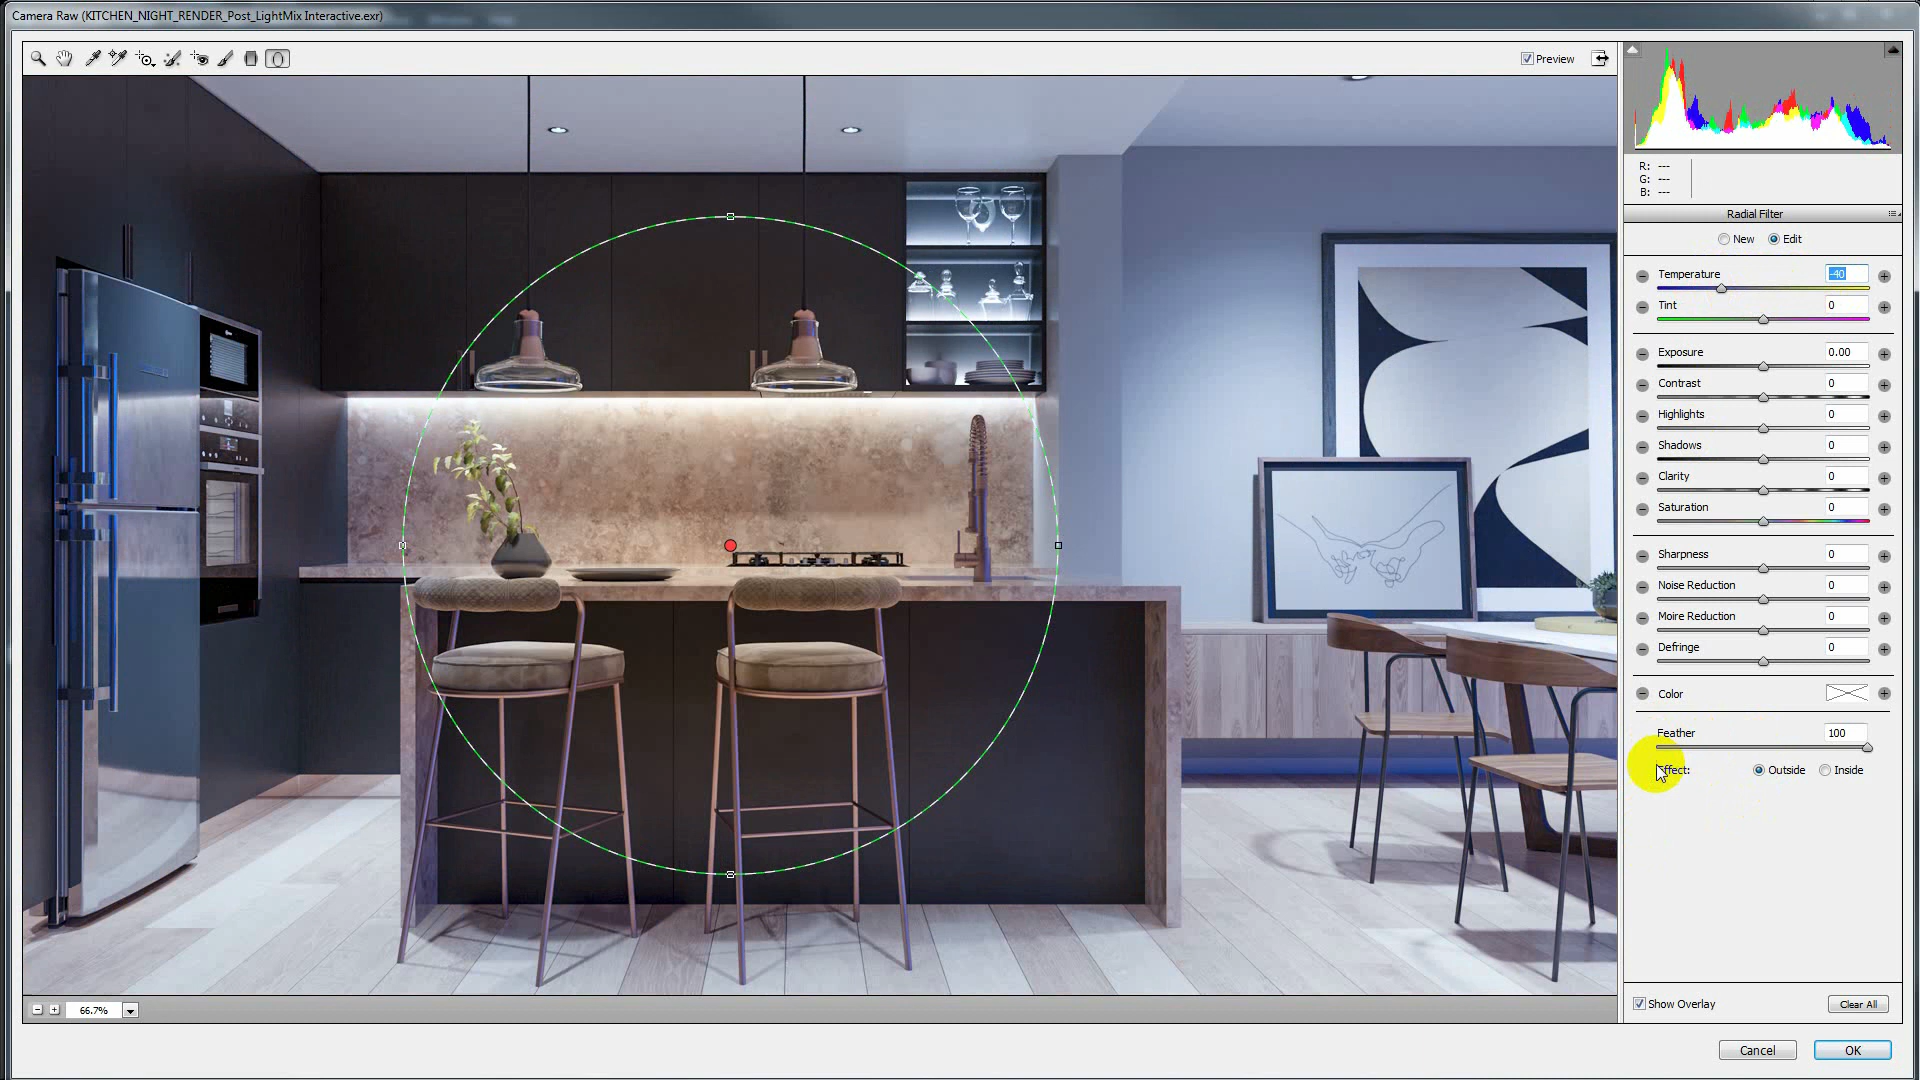 Camera Raw (KITCHEN_NIGHT_RENDER_Post_LightMix Interactive.exr)
Preview
R: ---
G: ---
B: ---
Radial Filter
New Edit
Temperature -40
Tint 0
Exposure 0.00
Contrast 0
Highlights 0
Shadows 0
Clarity 0
Saturation 0
Sharpness 0
Noise Reduction 0
Moire Reduction 0
Defringe 0
Color
Feather 100
Effect: Outside Inside
66.7%
Show Overlay Clear All
Cancel OK